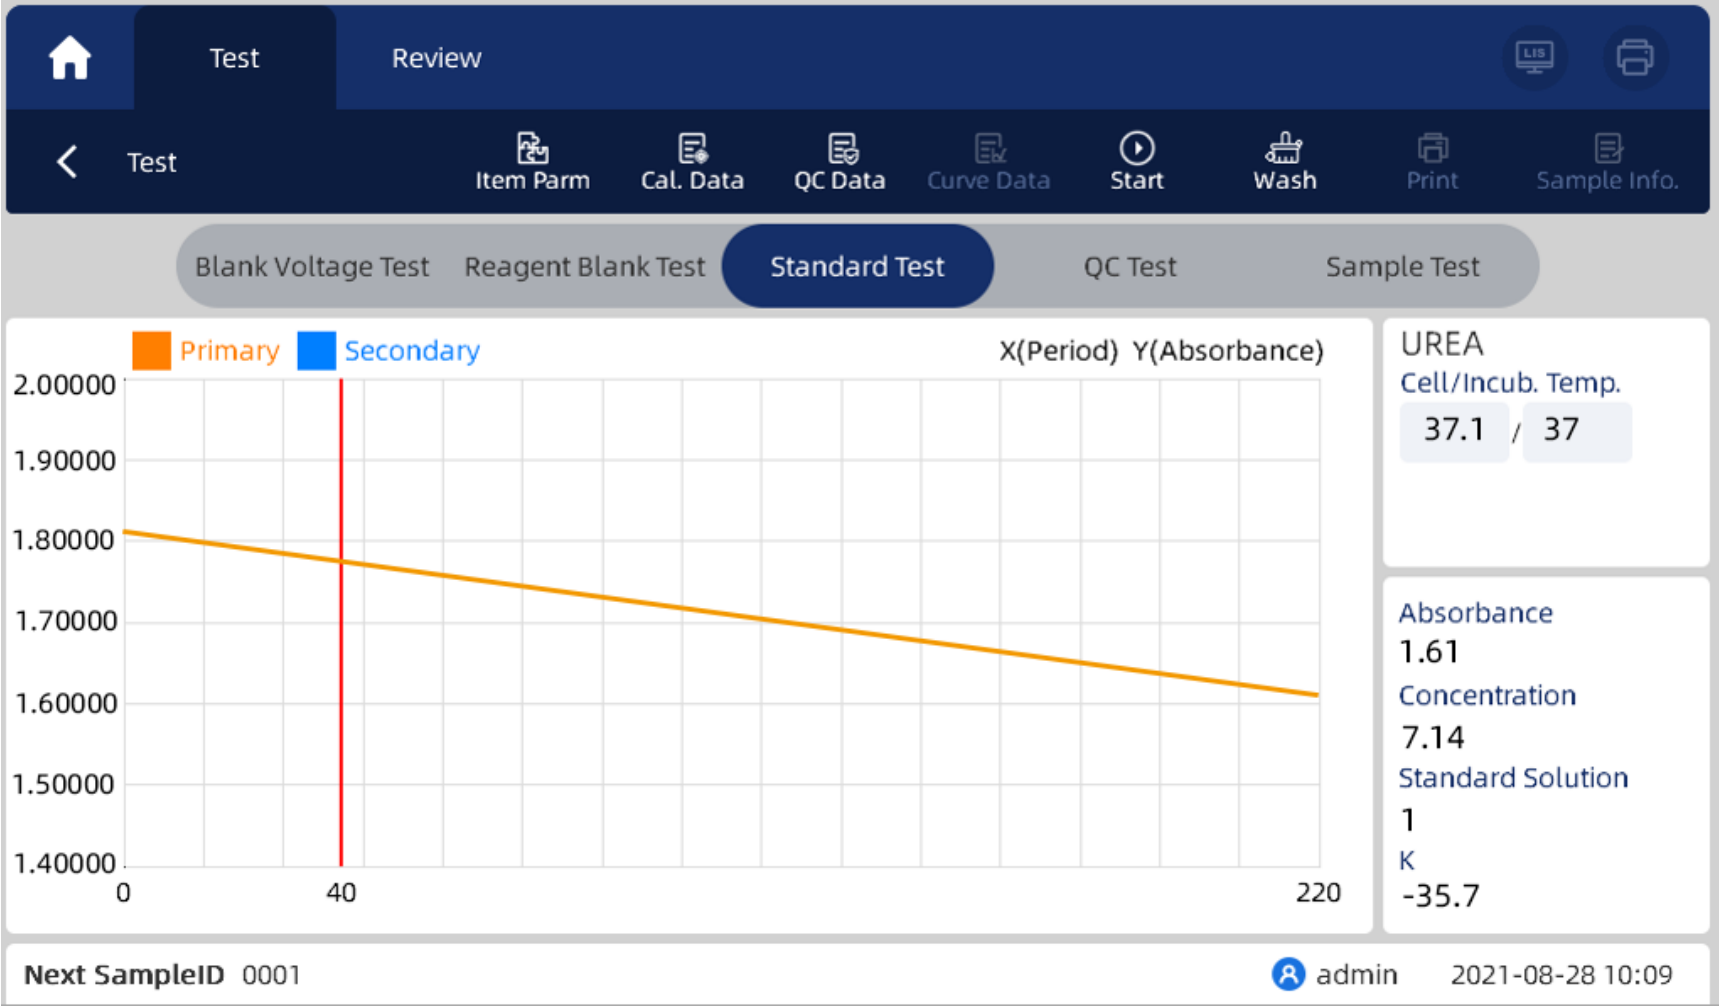 Test Review LIS
Test Item Parm Cal. Data QC Data Curve Data Start Wash Print Sample Info.
Blank Voltage Test Reagent Blank Test Standard Test QC Test Sample Test
Primary Secondary X(Period) Y(Absorbance)
2.00000
1.90000
1.80000
1.70000
1.60000
1.50000
1.40000
0 40 220
UREA
Cell/Incub. Temp.
37.1 / 37
Absorbance
1.61
Concentration
7.14
Standard Solution
1
K
-35.7
Next SampleID 0001 admin 2021-08-28 10:09